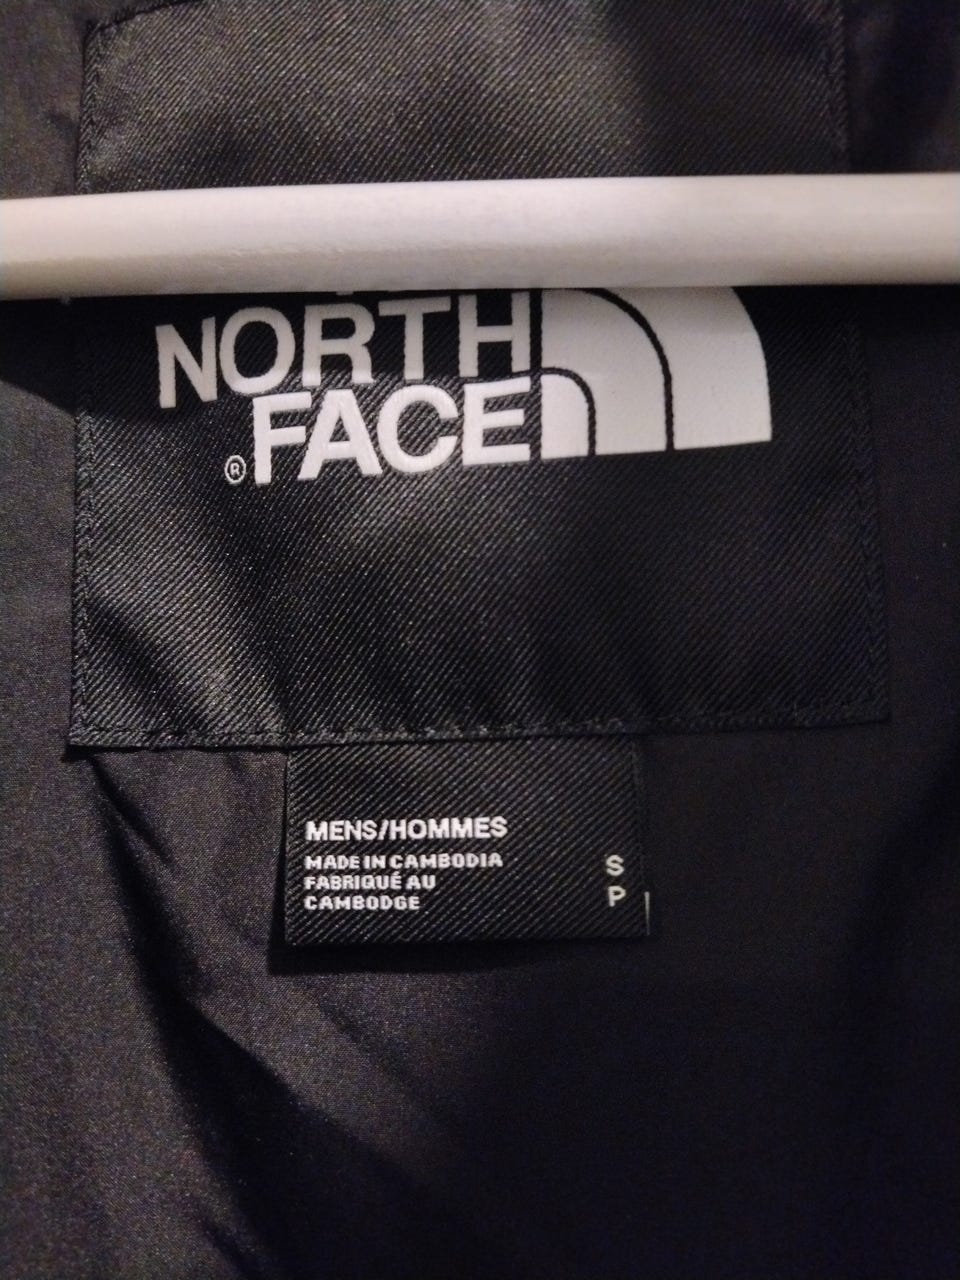 NORTH
FACE
®
MENS/HOMMES
MADE IN CAMBODIA
FABRIQUÉ AU
CAMBODGE
S
P